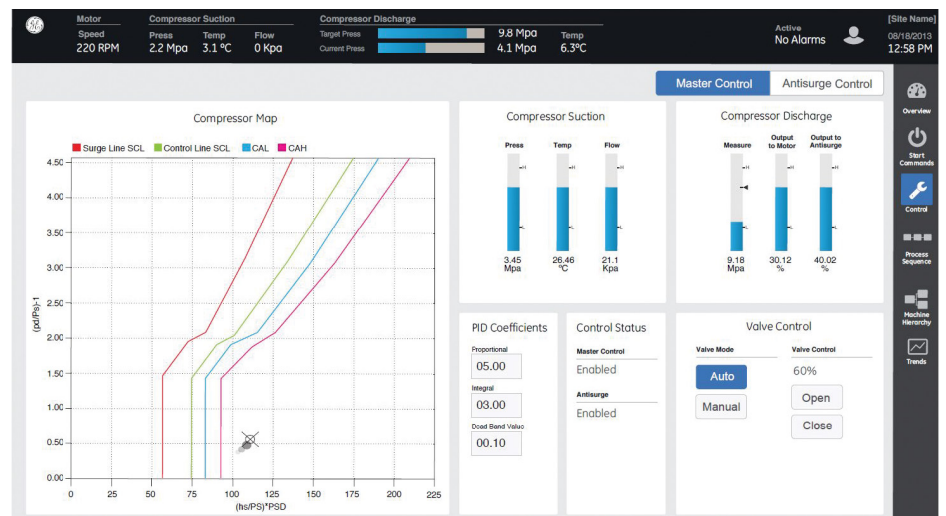 Motor
Speed
220 RPM
Compressor Suction
Press Temp Flow
2.2 Mpa 3.1 ºC 0 Kpa
Compressor Discharge
Target Press 9.8 Mpa
Current Press 4.1 Mpa
Temp
6.3ºC
Active
No Alarms
[Site Name]
08/18/2013
12:58 PM
Master Control Antisurge Control
Compressor Map
Surge Line SCL Control Line SCL CAL CAH
4.50
4.00
3.50
3.00
2.50
2.00
1.50
1.00
0.50
0.00
(pd/Ps)-1
0 25 50 75 100 125 150 175 200 225
(hs/PS)*PSD
Compressor Suction
Press Temp Flow
H H H
L L L
3.45 26.46 21.1
Mpa ºC Kpa
Compressor Discharge
Measure Output to Motor Output to Antisurge
H H H
L L L
9.18 30.12 40.02
Mpa % %
PID Coefficients
Proportional
05.00
Integral
03.00
Dead Band Value
00.10
Control Status
Master Control
Enabled
Antisurge
Enabled
Valve Control
Valve Mode
Auto
Manual
Valve Control
60%
Open
Close
Overview
Start
Commands
Control
Process
Sequence
Machine
Hierarchy
Trends